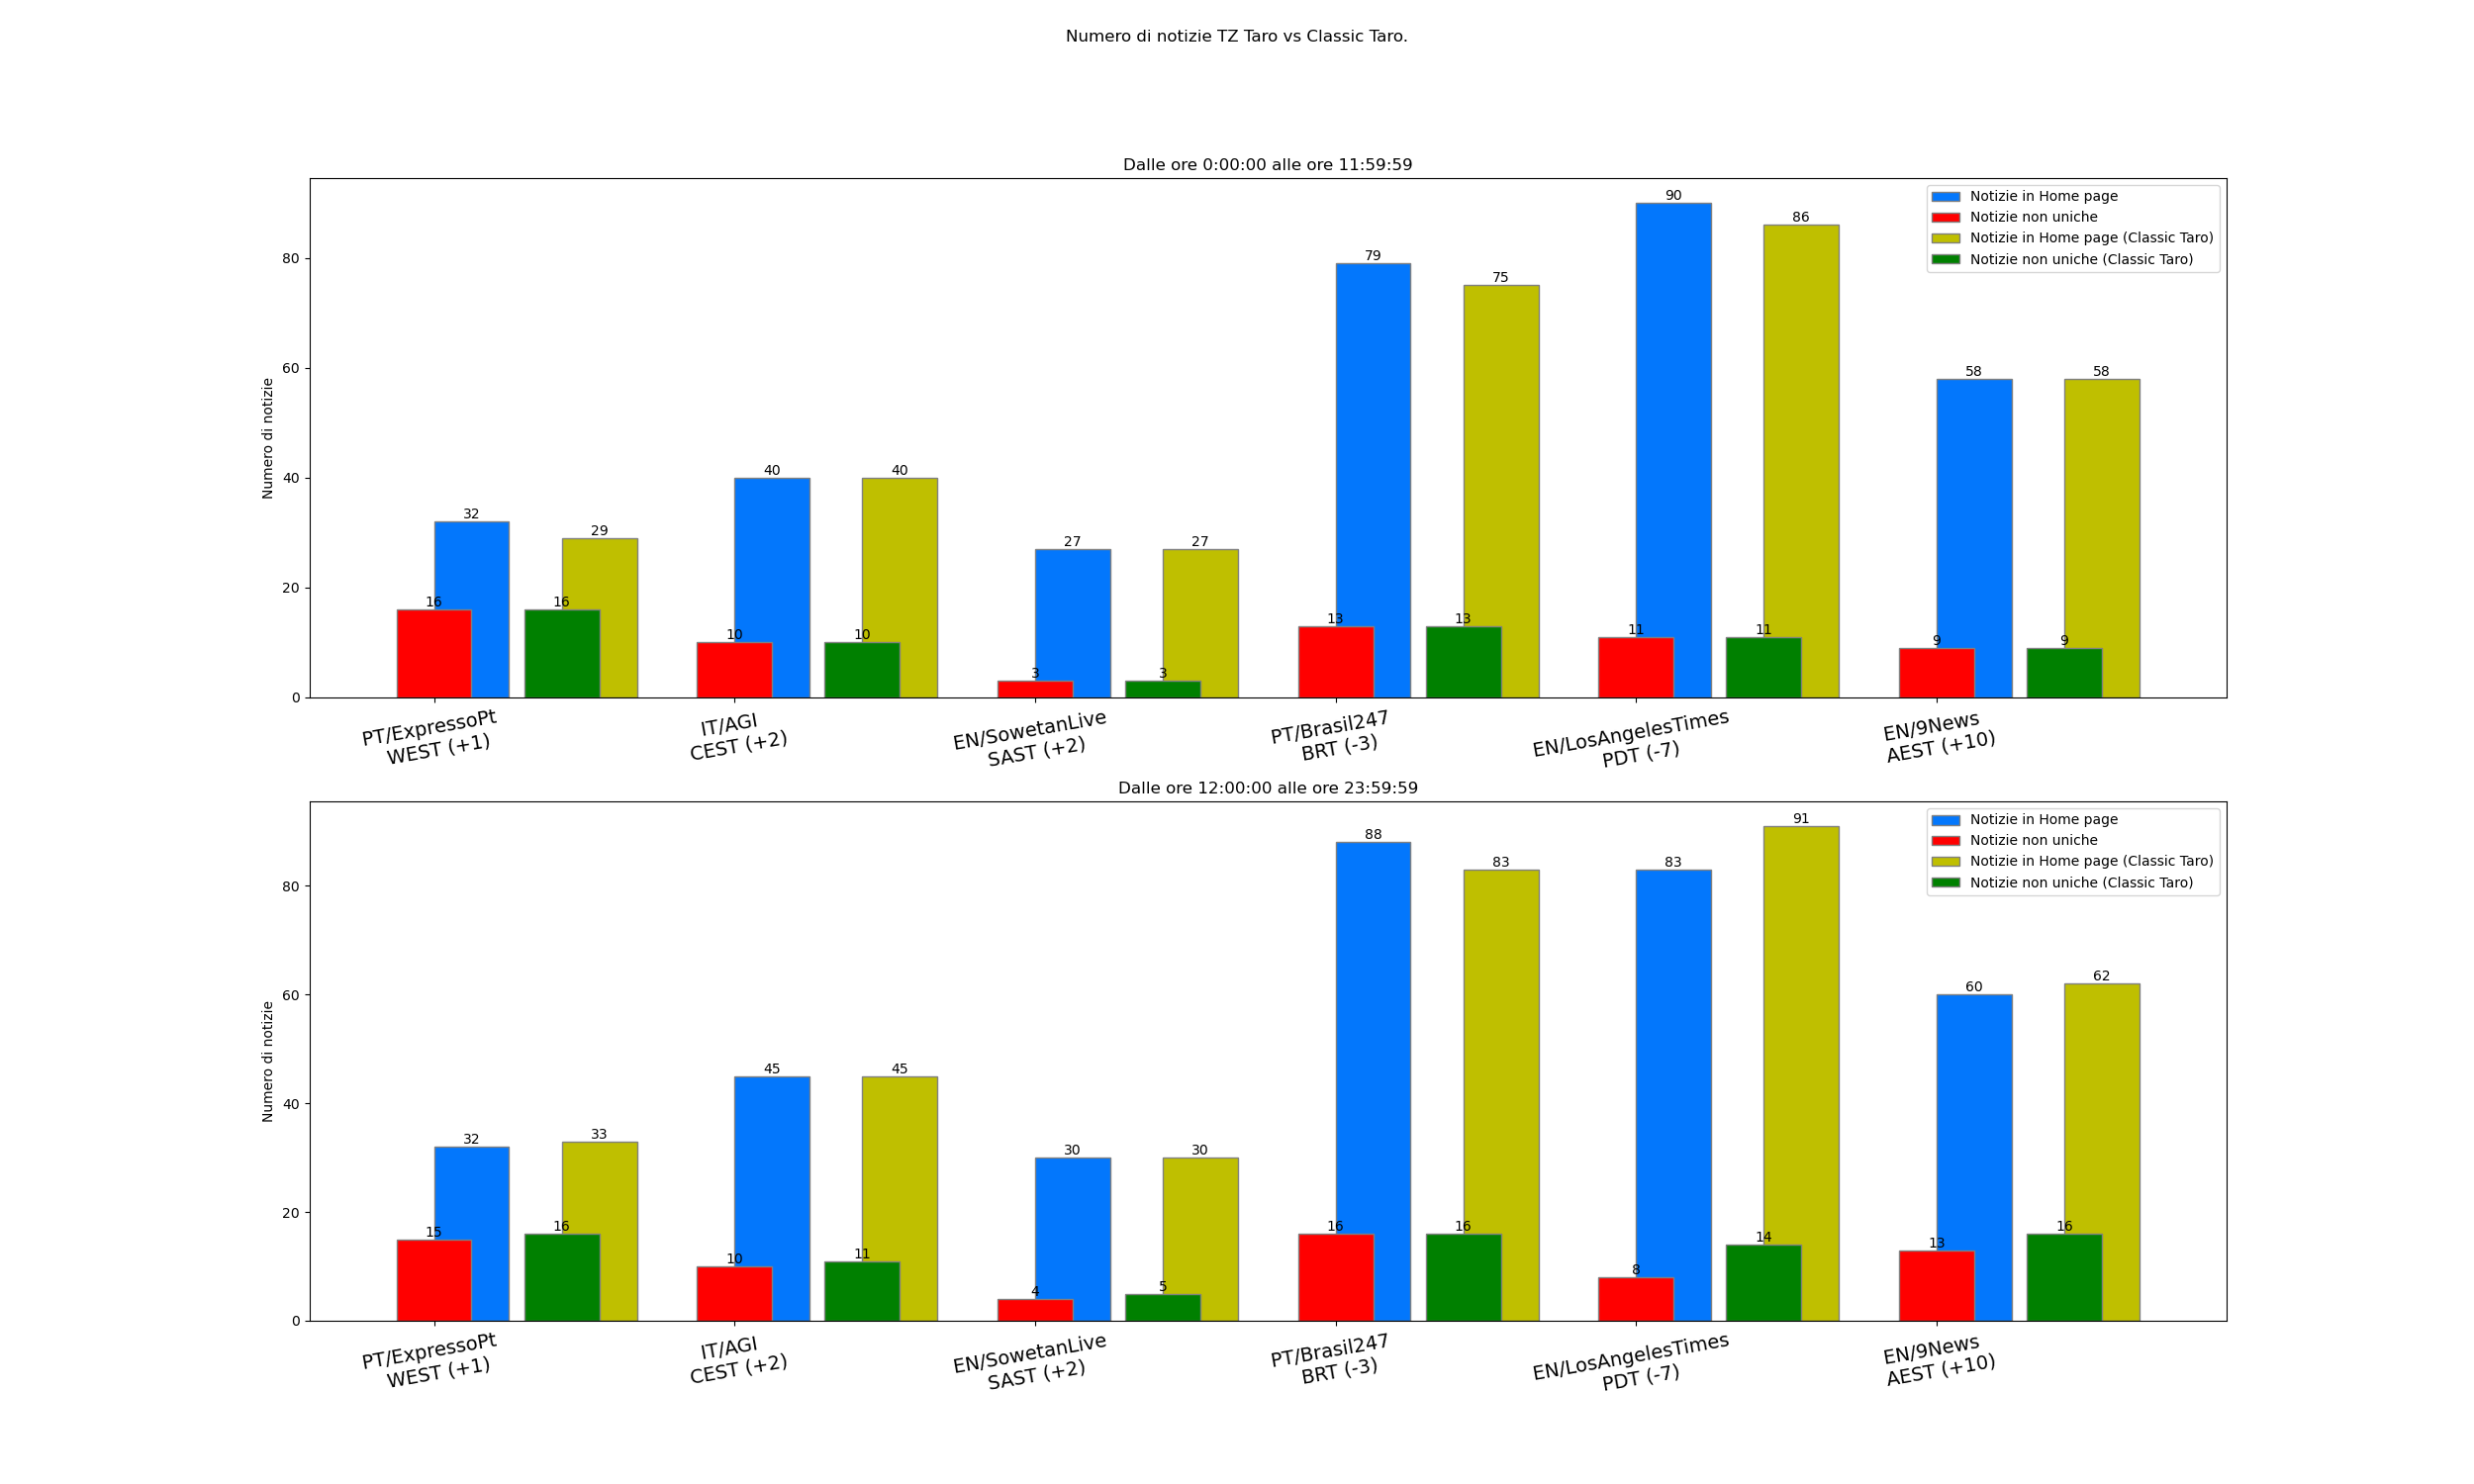 Numero di notizie TZ Taro vs Classic Taro.
Dalle ore 0:00:00 alle ore 11:59:59
Numero di notizie
80
60
40
20
0
Notizie in Home page
Notizie non uniche
Notizie in Home page (Classic Taro)
Notizie non uniche (Classic Taro)
32
29
16
16
40
40
10
10
27
27
3
3
79
75
13
13
90
86
11
11
58
58
9
9
PT/ExpressoPt
WEST (+1)
IT/AGI
CEST (+2)
EN/SowetanLive
SAST (+2)
PT/Brasil247
BRT (-3)
EN/LosAngelesTimes
PDT (-7)
EN/9News
AEST (+10)
Dalle ore 12:00:00 alle ore 23:59:59
Numero di notizie
80
60
40
20
0
Notizie in Home page
Notizie non uniche
Notizie in Home page (Classic Taro)
Notizie non uniche (Classic Taro)
32
33
15
16
45
45
10
11
30
30
4
5
88
83
16
16
83
91
8
14
60
62
13
16
PT/ExpressoPt
WEST (+1)
IT/AGI
CEST (+2)
EN/SowetanLive
SAST (+2)
PT/Brasil247
BRT (-3)
EN/LosAngelesTimes
PDT (-7)
EN/9News
AEST (+10)